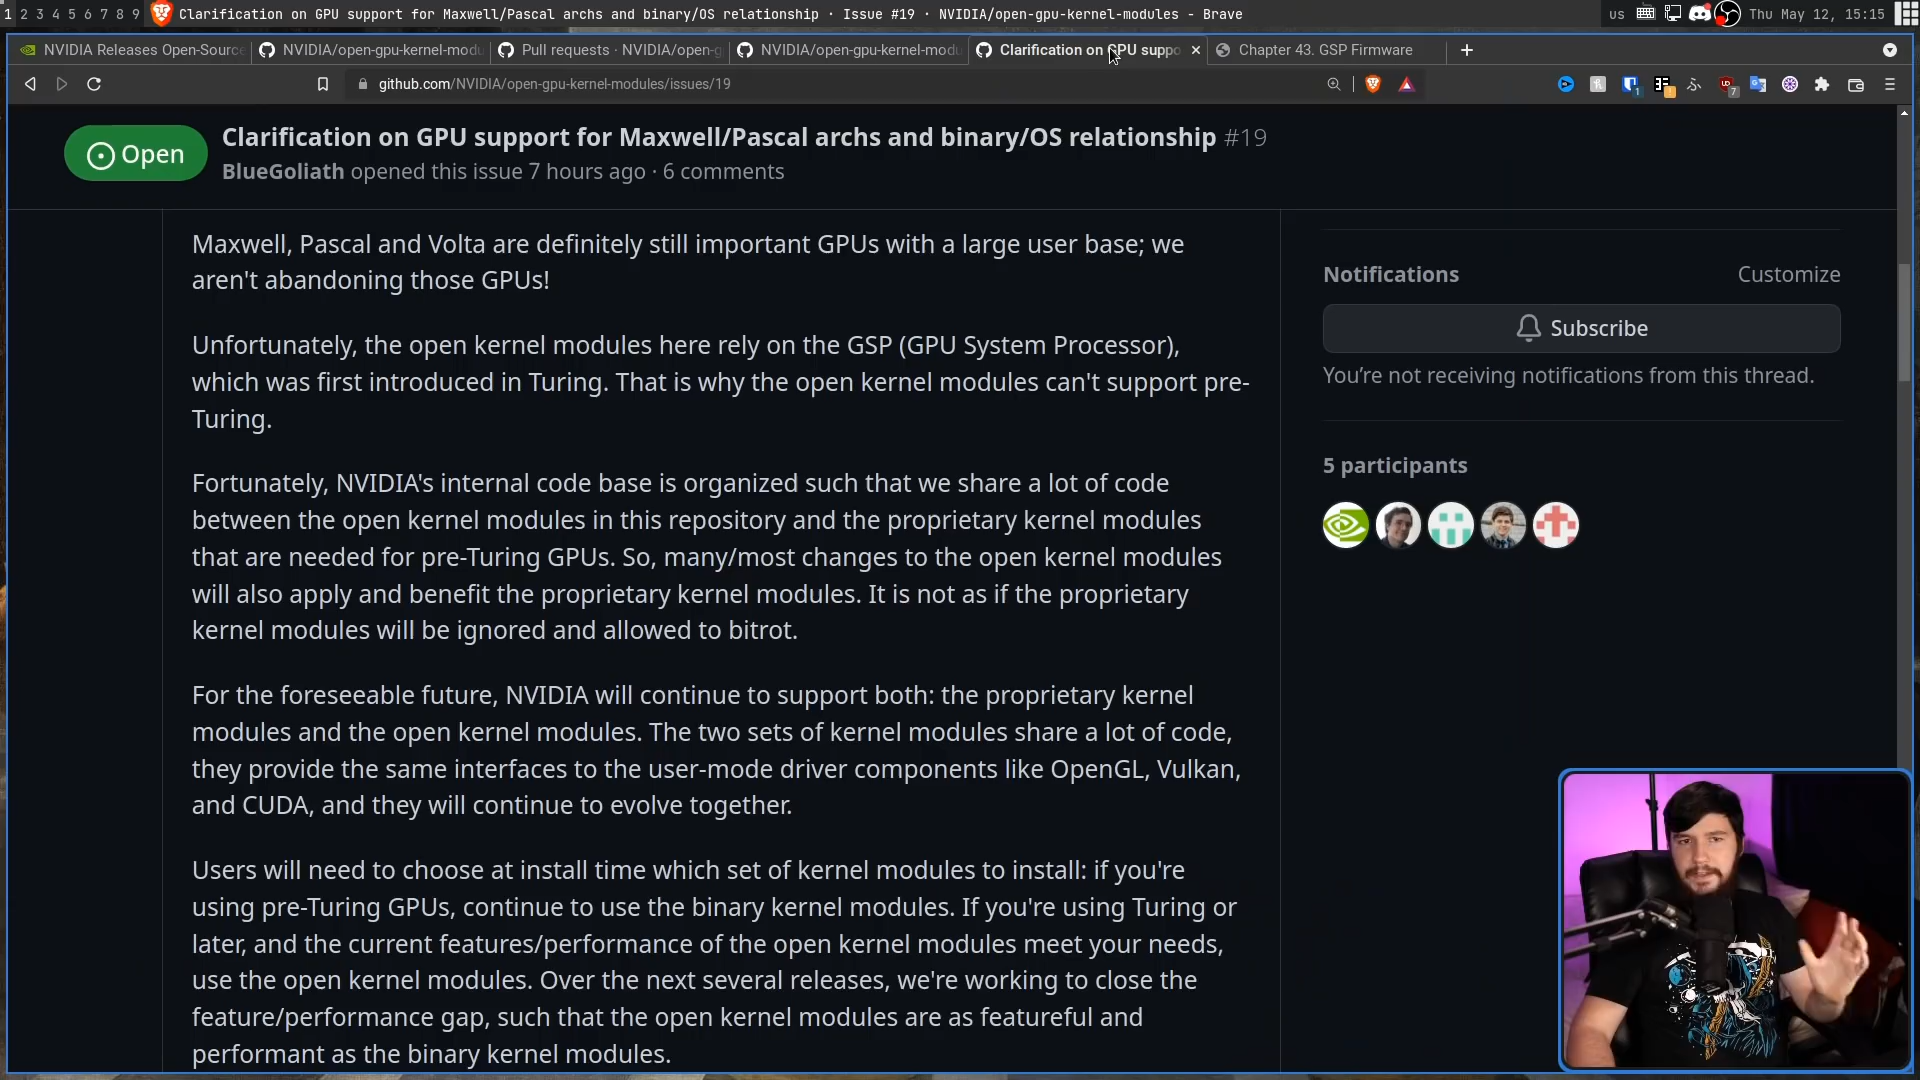 1 2 3 4 5 6 7 8 9 Clarification on GPU support for Maxwell/Pascal archs and binary/OS relationship · Issue #19 · NVIDIA/open-gpu-kernel-modules - Brave us Thu May 12, 15:15
NVIDIA Releases Open-Source NVIDIA/open-gpu-kernel-modu Pull requests · NVIDIA/open-g NVIDIA/open-gpu-kernel-modu Clarification on GPU suppo Chapter 43. GSP Firmware
github.com/NVIDIA/open-gpu-kernel-modules/issues/19
Open
Clarification on GPU support for Maxwell/Pascal archs and binary/OS relationship #19
BlueGoliath opened this issue 7 hours ago · 6 comments
Maxwell, Pascal and Volta are definitely still important GPUs with a large user base; we
aren't abandoning those GPUs!
Unfortunately, the open kernel modules here rely on the GSP (GPU System Processor),
which was first introduced in Turing. That is why the open kernel modules can't support pre-
Turing.
Fortunately, NVIDIA's internal code base is organized such that we share a lot of code
between the open kernel modules in this repository and the proprietary kernel modules
that are needed for pre-Turing GPUs. So, many/most changes to the open kernel modules
will also apply and benefit the proprietary kernel modules. It is not as if the proprietary
kernel modules will be ignored and allowed to bitrot.
For the foreseeable future, NVIDIA will continue to support both: the proprietary kernel
modules and the open kernel modules. The two sets of kernel modules share a lot of code,
they provide the same interfaces to the user-mode driver components like OpenGL, Vulkan,
and CUDA, and they will continue to evolve together.
Users will need to choose at install time which set of kernel modules to install: if you're
using pre-Turing GPUs, continue to use the binary kernel modules. If you're using Turing or
later, and the current features/performance of the open kernel modules meet your needs,
use the open kernel modules. Over the next several releases, we're working to close the
feature/performance gap, such that the open kernel modules are as featureful and
performant as the binary kernel modules.
Notifications Customize
Subscribe
You’re not receiving notifications from this thread.
5 participants